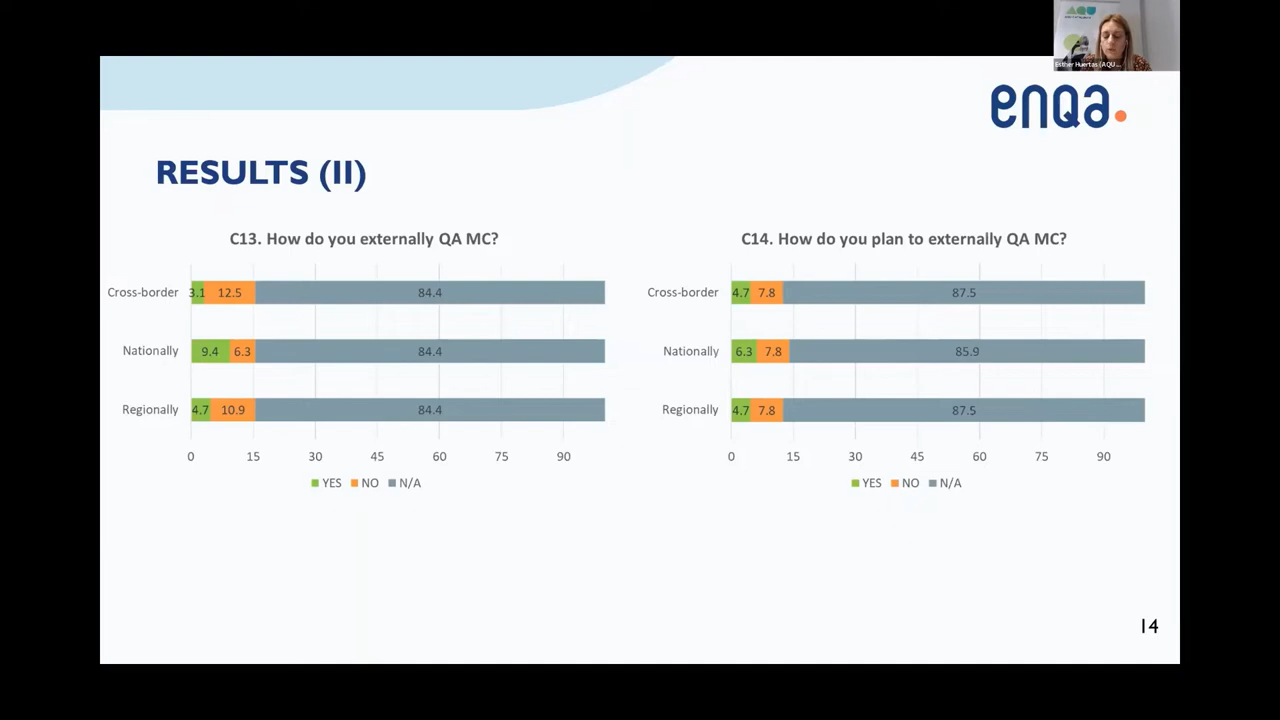 AQU
Esther Huertas (AQU ...
enqa.
RESULTS (II)
C13. How do you externally QA MC?
Cross-border 3.1 12.5 84.4
Nationally 9.4 6.3 84.4
Regionally 4.7 10.9 84.4
0 15 30 45 60 75 90
YES NO N/A
C14. How do you plan to externally QA MC?
Cross-border 4.7 7.8 87.5
Nationally 6.3 7.8 85.9
Regionally 4.7 7.8 87.5
0 15 30 45 60 75 90
YES NO N/A
14